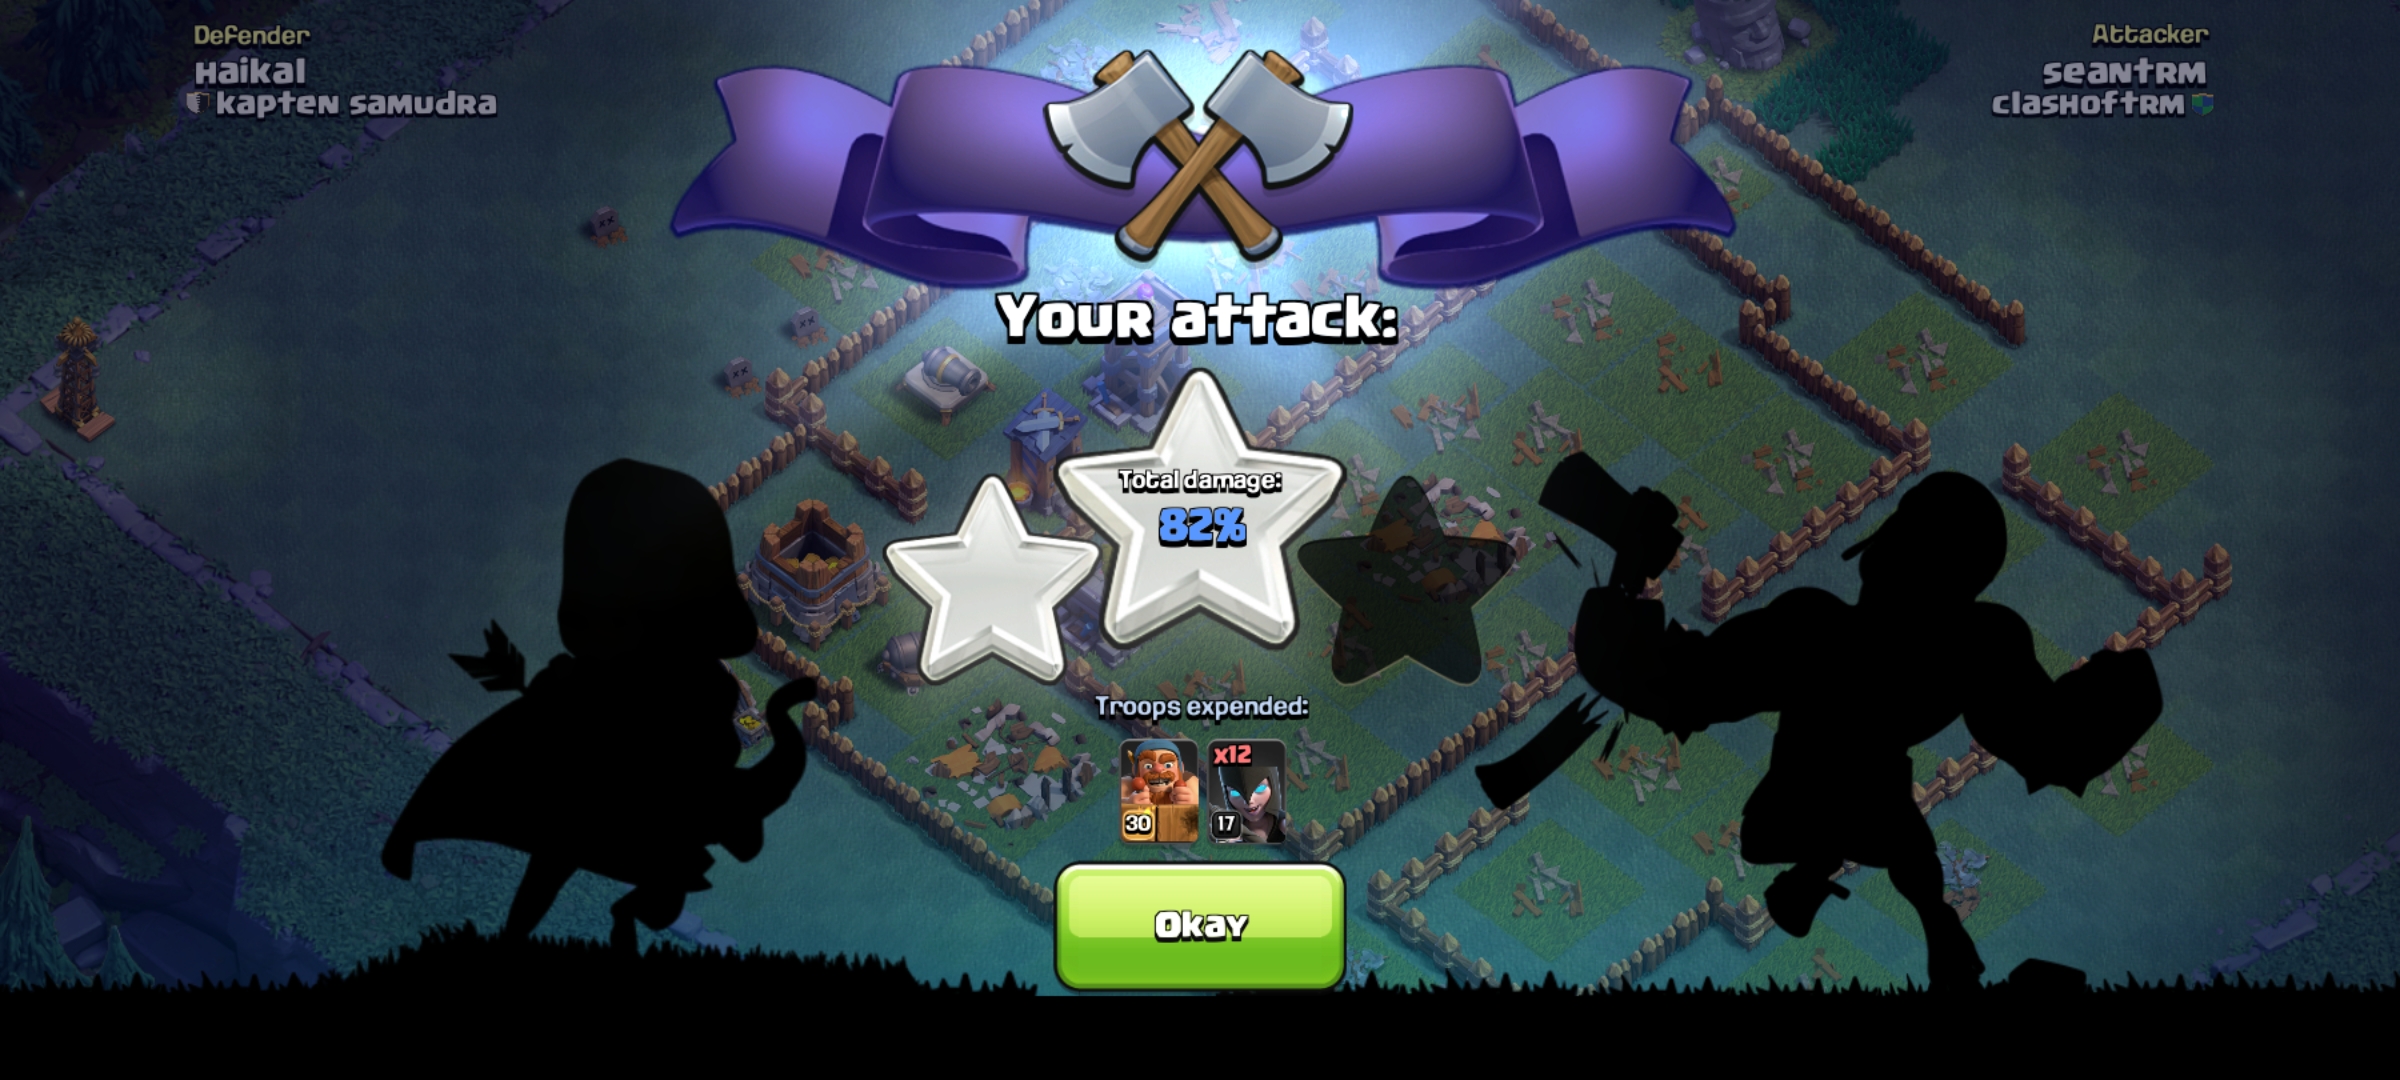 Defender
Haikal
kapten samudra
Attacker
seantrm
clashoftrm
Your attack:
Total damage:
82%
Troops expended:
30
x12
17
Okay